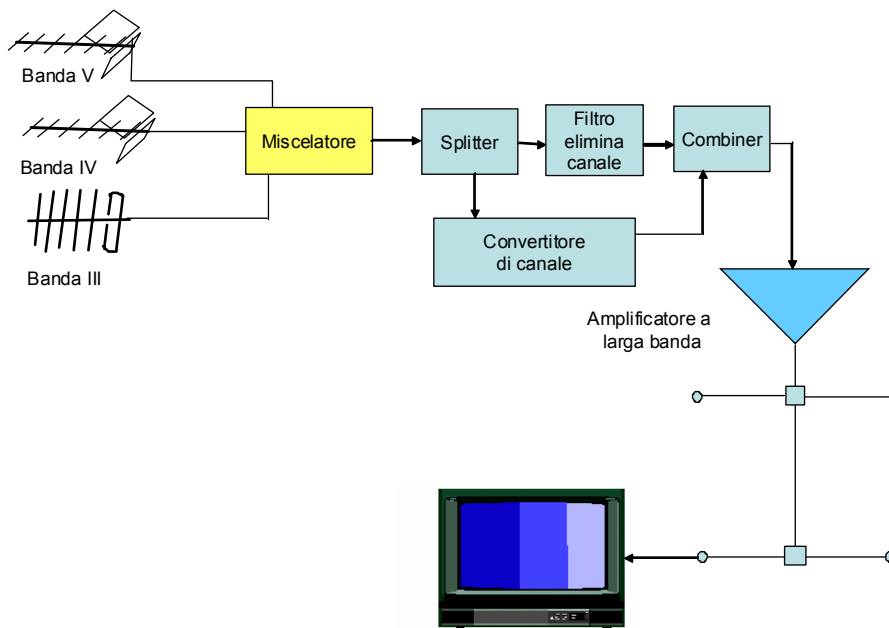 Banda V
Banda IV
Banda III
Miscelatore
Splitter
Filtro
elimina
canale
Combiner
Convertitore
di canale
Amplificatore a
larga banda